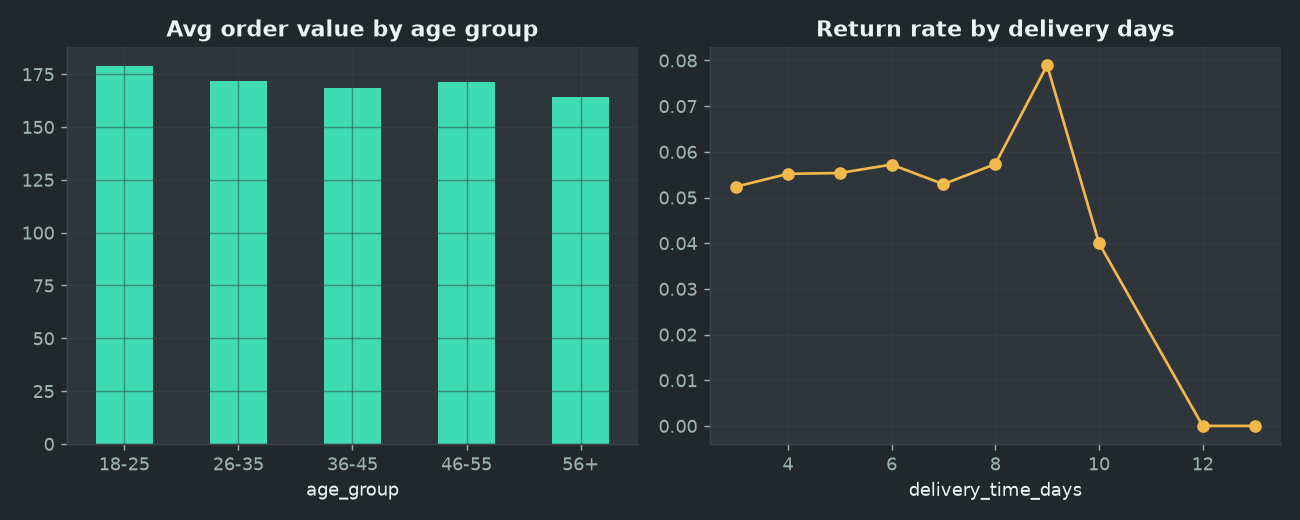 Avg order value by age group
175
150
125
100
75
50
25
0
18-25 26-35 36-45 46-55 56+
age_group
Return rate by delivery days
0.08
0.07
0.06
0.05
0.04
0.03
0.02
0.01
0.00
4 6 8 10 12
delivery_time_days